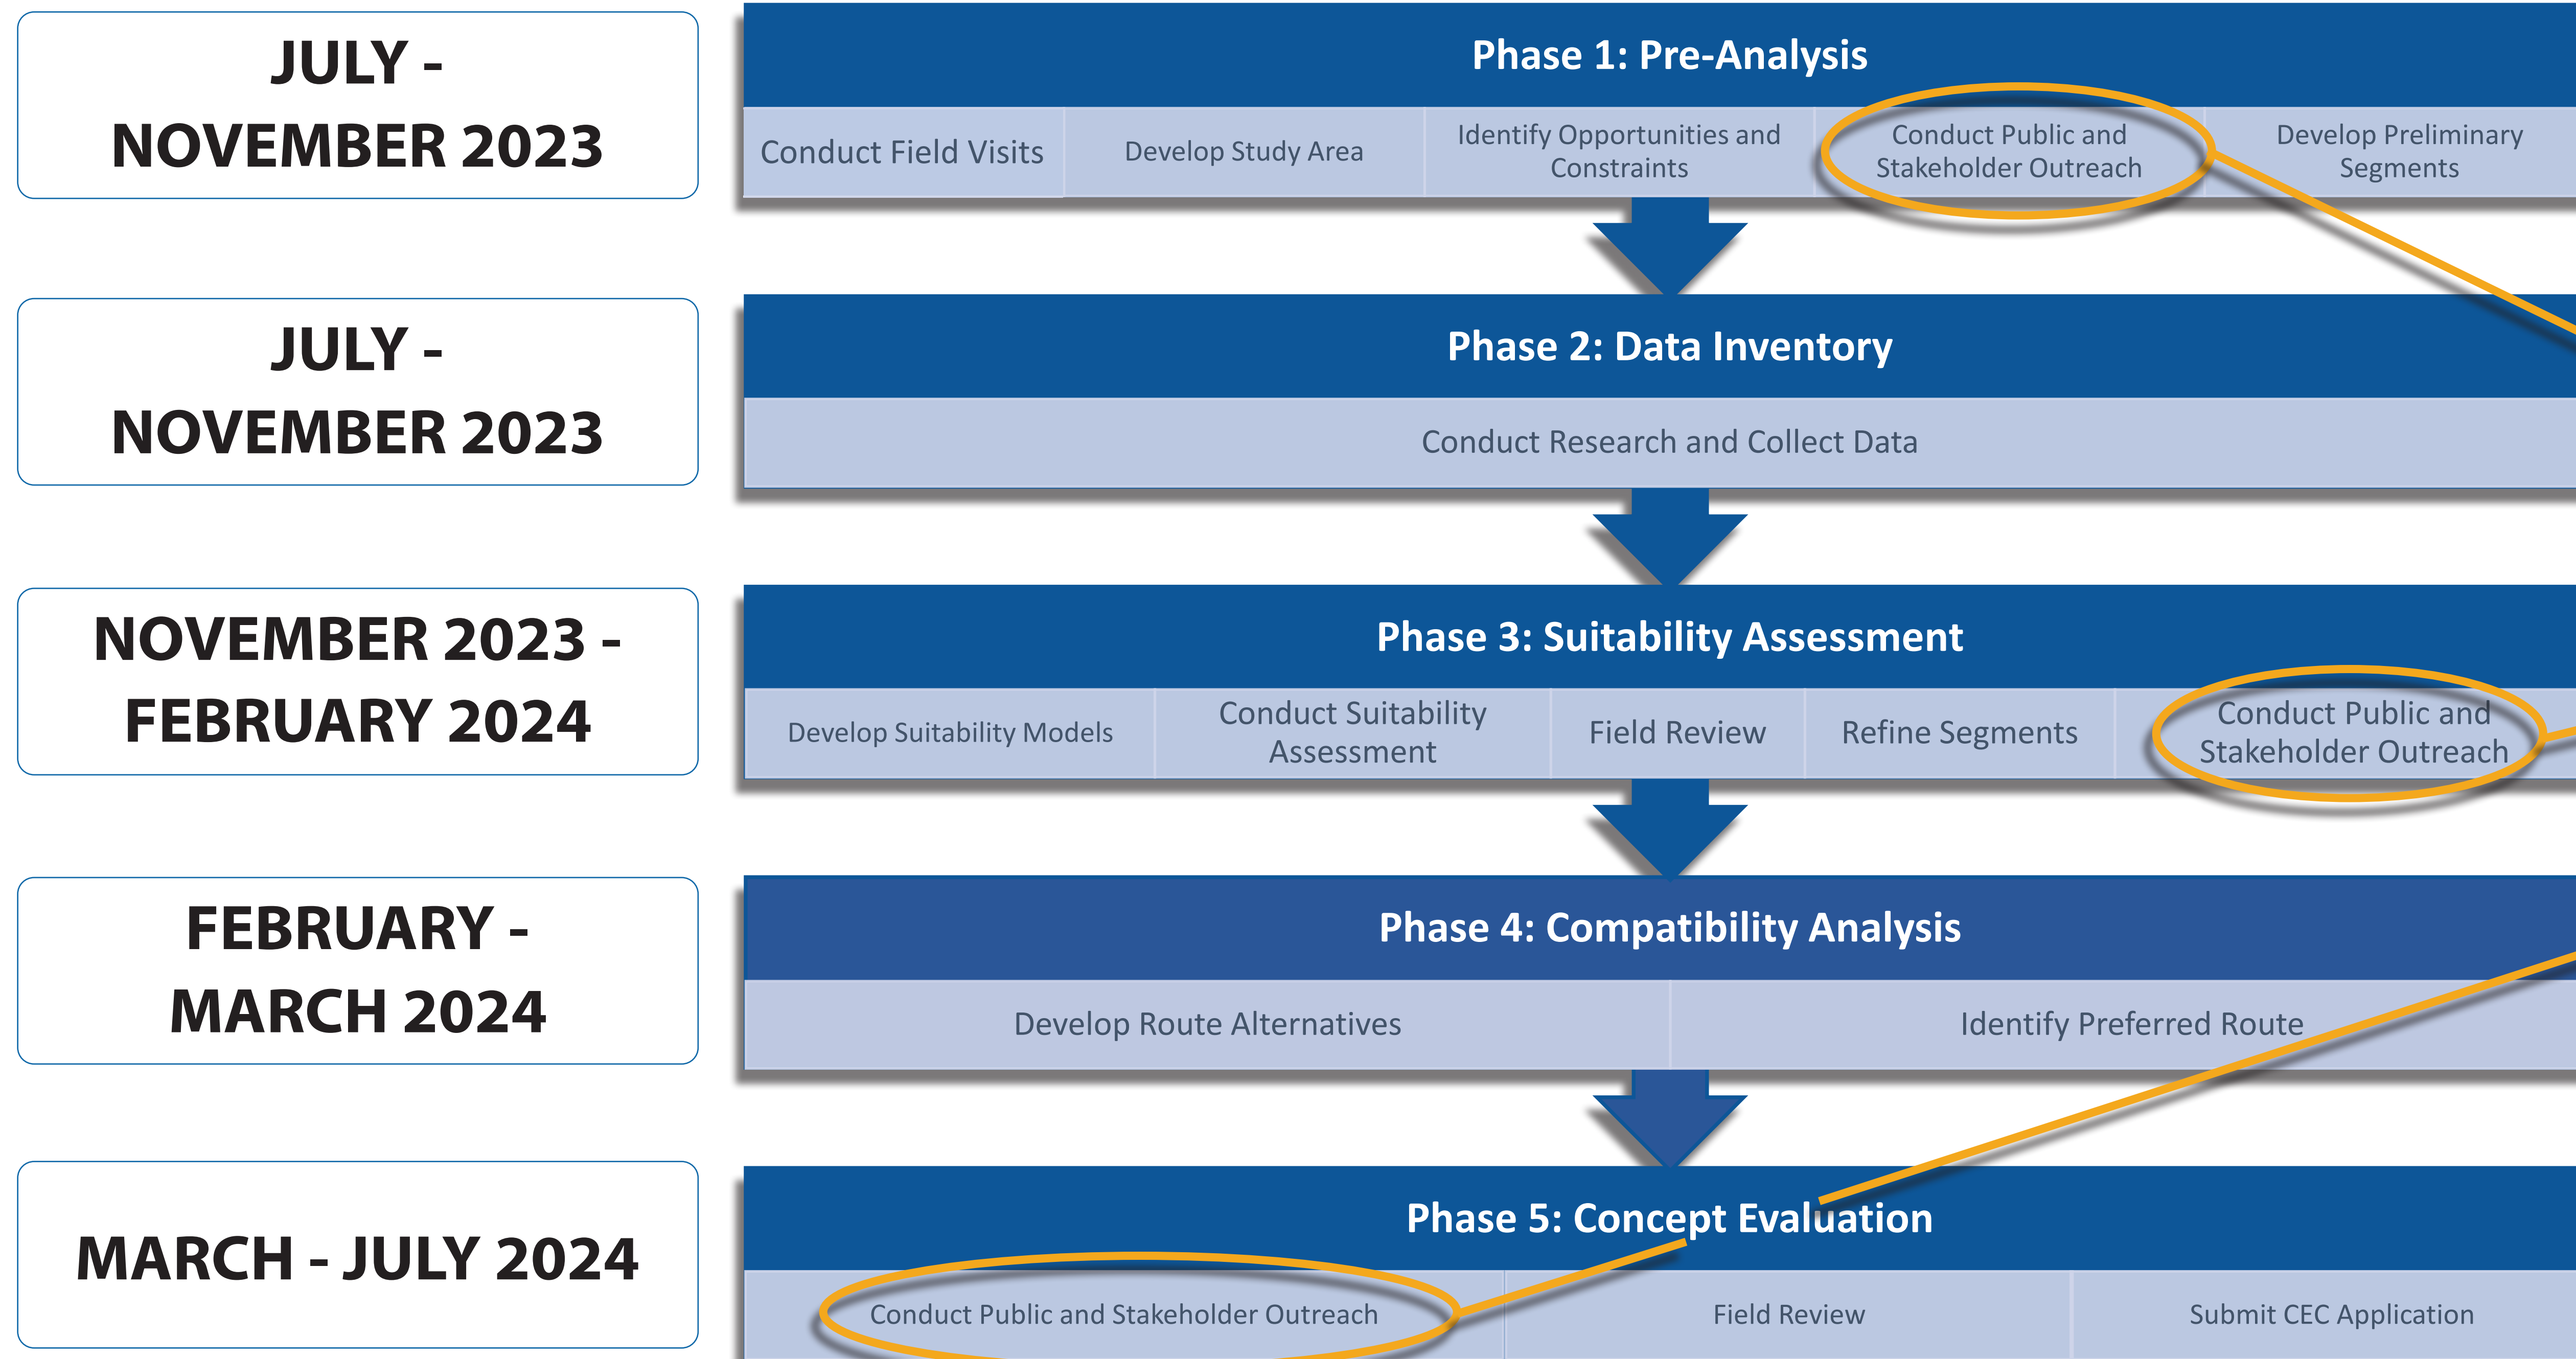 JULY -
NOVEMBER 2023
Phase 1: Pre-Analysis
Conduct Field Visits
Develop Study Area
Identify Opportunities and
Constraints
Conduct Public and
Stakeholder Outreach
Develop Preliminary
Segments
JULY -
NOVEMBER 2023
Phase 2: Data Inventory
Conduct Research and Collect Data
NOVEMBER 2023 -
FEBRUARY 2024
Phase 3: Suitability Assessment
Develop Suitability Models
Conduct Suitability
Assessment
Field Review
Refine Segments
Conduct Public and
Stakeholder Outreach
FEBRUARY -
MARCH 2024
Phase 4: Compatibility Analysis
Develop Route Alternatives
Identify Preferred Route
MARCH - JULY 2024
Phase 5: Concept Evaluation
Conduct Public and Stakeholder Outreach
Field Review
Submit CEC Application